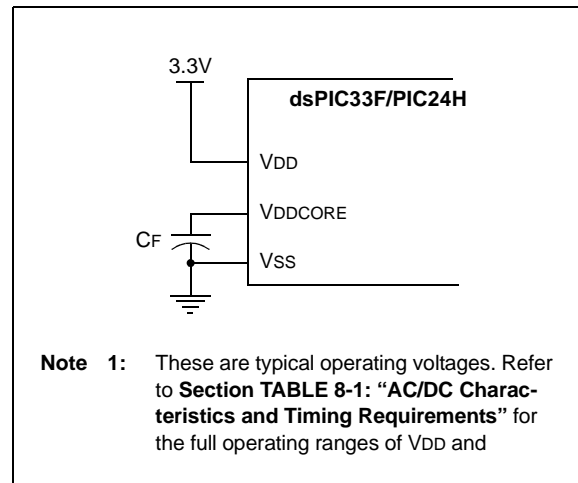 3.3V
dsPIC33F/PIC24H
VDD
VDDCORE
CF
VSS
Note 1: These are typical operating voltages. Refer
to Section TABLE 8-1: “AC/DC Charac-
teristics and Timing Requirements” for
the full operating ranges of VDD and